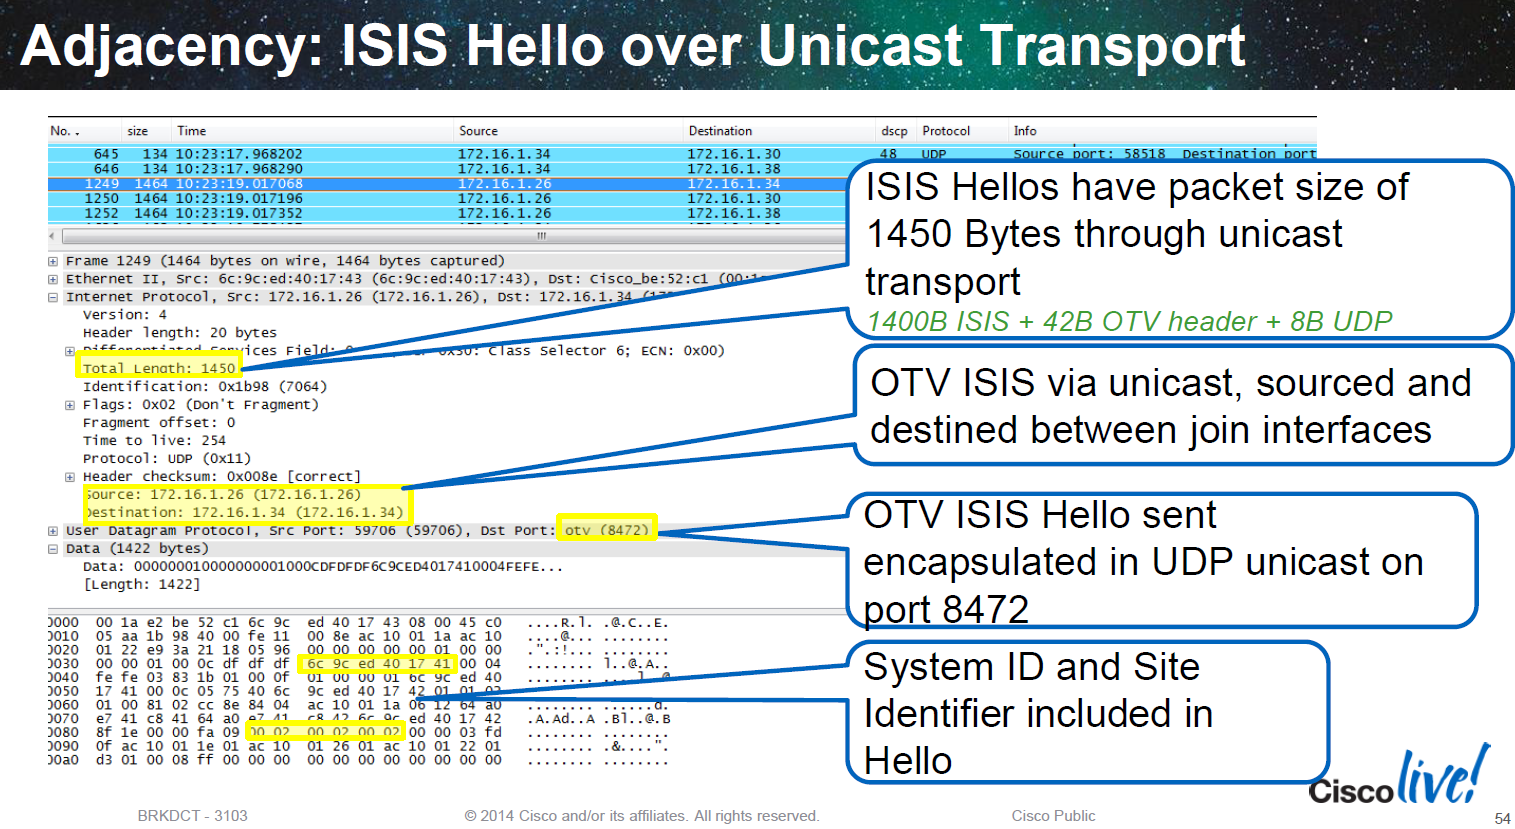 Adjacency: ISIS Hello over Unicast Transport
No. size Time Source Destination dscp Protocol Info
645 134 10:23:17.968202 172.16.1.34 172.16.1.30 48 UDP Source port: 58518 Destination port
646 134 10:23:17.968290 172.16.1.34 172.16.1.38
1249 1464 10:23:19.017068 172.16.1.26 172.16.1.34
1250 1464 10:23:19.017196 172.16.1.26 172.16.1.30
1252 1464 10:23:19.017352 172.16.1.26 172.16.1.38
ISIS Hellos have packet size of
1450 Bytes through unicast
transport
1400B ISIS + 42B OTV header + 8B UDP
Frame 1249 (1464 bytes on wire, 1464 bytes captured)
Ethernet II, Src: 6c:9c:ed:40:17:43 (6c:9c:ed:40:17:43), Dst: Cisco_be:52:c1
Internet Protocol, Src: 172.16.1.26 (172.16.1.26), Dst: 172.16.1.34
Version: 4
Header length: 20 bytes
Differentiated Services Field: Class Selector 6; ECN: 0x00)
Total Length: 1450
Identification: 0x1b98 (7064)
Flags: 0x02 (Don't Fragment)
Fragment offset: 0
Time to live: 254
Protocol: UDP (0x11)
Header checksum: 0x008e [correct]
Source: 172.16.1.26 (172.16.1.26)
Destination: 172.16.1.34 (172.16.1.34)
User Datagram Protocol, Src Port: 59706 (59706), Dst Port: otv (8472)
Data (1422 bytes)
Data: 000000010000000001000CDFDFDF6C9CED4017410004FEFE...
[Length: 1422]
OTV ISIS via unicast, sourced and
destined between join interfaces
OTV ISIS Hello sent
encapsulated in UDP unicast on
port 8472
0000 00 1a e2 be 52 c1 6c 9c ed 40 17 43 08 00 45 c0 ....R.l. .@.C..E.
0010 05 aa 1b 98 40 00 fe 11 00 8e ac 10 01 1a ac 10 ....@... ........
0020 01 22 e9 3a 21 18 05 96 00 00 00 00 00 01 00 00 .".:!... ........
0030 00 00 01 00 0c df df df 6c 9c ed 40 17 41 00 04 ........ l..@.A..
0040 fe fe 03 83 1b 01 00 0f 01 00 00 01 6c 9c ed 40
0050 17 41 00 0c 05 75 40 6c 9c ed 40 17 42 01 01 02
0060 01 00 81 02 cc 8e 84 04 ac 10 01 1a 06 12 64 a0
0070 e7 41 c8 41 64 a0 e7 41 c8 42 6c 9c ed 40 17 42 .A.Ad..A .Bl..@.B
0080 8f 1e 00 00 fa 09 00 02 00 02 00 02 00 00 03 fd ........ ........
0090 0f ac 10 01 1e 01 ac 10 01 26 01 ac 10 01 22 01 ........ .&....".
00a0 d3 01 00 08 ff 00 00 00 00 00 00 00 00 00 00 00 ........ ........
System ID and Site
Identifier included in
Hello
Cisco live!
BRKDCT - 3103 © 2014 Cisco and/or its affiliates. All rights reserved. Cisco Public 54